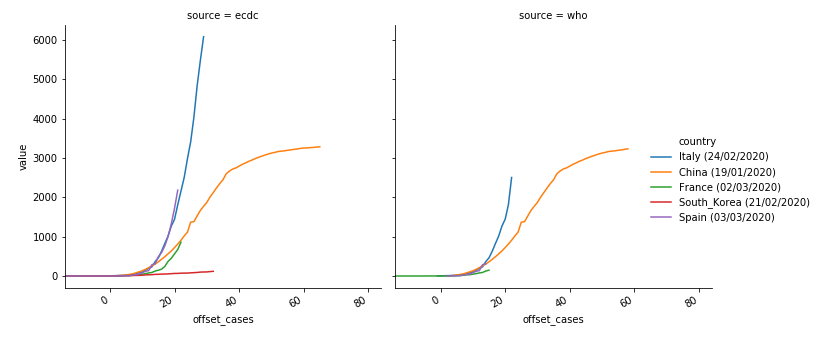 source = ecdc
source = who
6000
5000
4000
3000
2000
1000
0
value
0
20
40
60
80
offset_cases
0
20
40
60
80
offset_cases
country
Italy (24/02/2020)
China (19/01/2020)
France (02/03/2020)
South_Korea (21/02/2020)
Spain (03/03/2020)